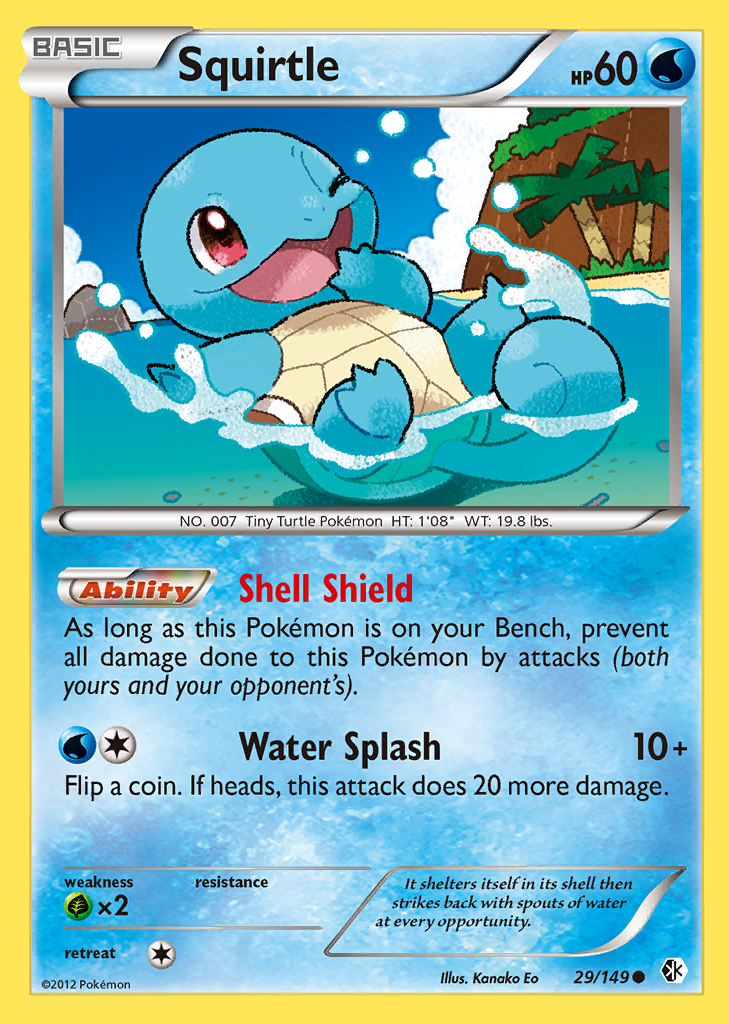 BASIC
Squirtle
HP60
NO. 007 Tiny Turtle Pokémon HT: 1'08" WT: 19.8 lbs.
Ability Shell Shield
As long as this Pokémon is on your Bench, prevent
all damage done to this Pokémon by attacks (both
yours and your opponent's).
Water Splash 10+
Flip a coin. If heads, this attack does 20 more damage.
weakness resistance
×2
It shelters itself in its shell then
strikes back with spouts of water
at every opportunity.
retreat
©2012 Pokémon
Illus. Kanako Eo 29/149